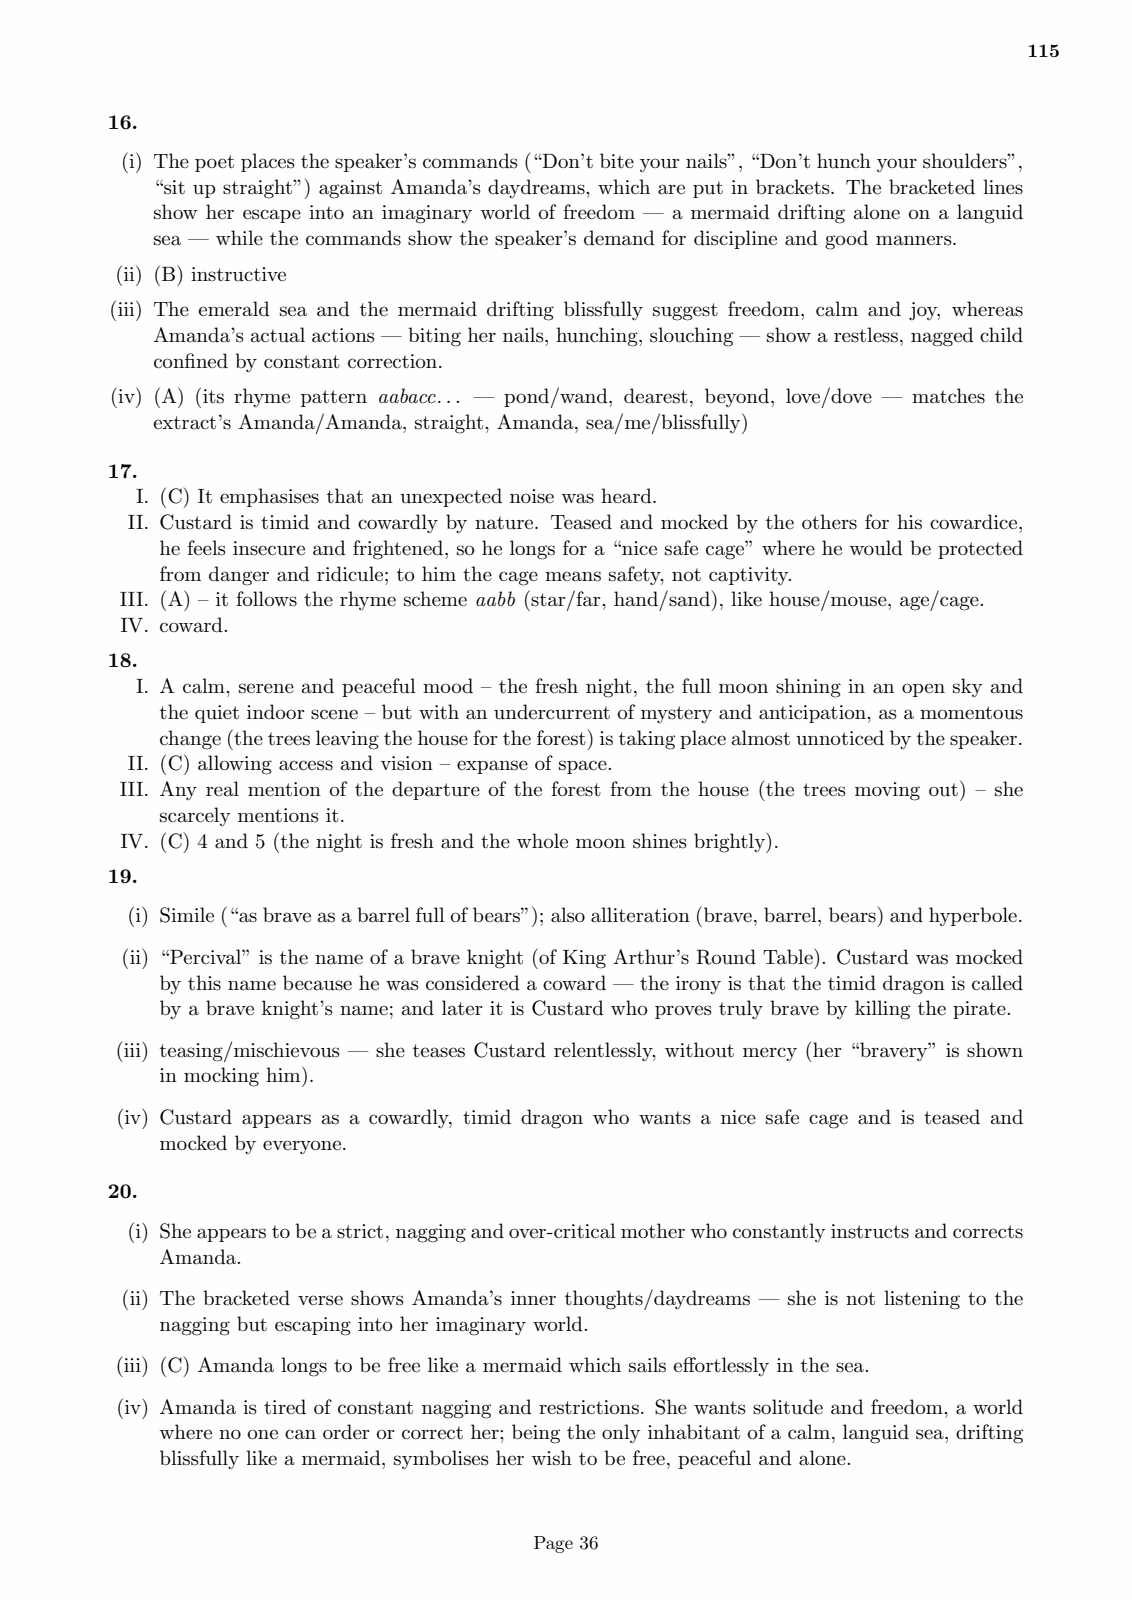 115
16.
(i) The poet places the speaker’s commands (“Don’t bite your nails”, “Don’t hunch your shoulders”,
“sit up straight”) against Amanda’s daydreams, which are put in brackets. The bracketed lines
show her escape into an imaginary world of freedom — a mermaid drifting alone on a languid
sea — while the commands show the speaker’s demand for discipline and good manners.
(ii) (B) instructive
(iii) The emerald sea and the mermaid drifting blissfully suggest freedom, calm and joy, whereas
Amanda’s actual actions — biting her nails, hunching, slouching — show a restless, nagged child
confined by constant correction.
(iv) (A) (its rhyme pattern aabacc... — pond/wand, dearest, beyond, love/dove — matches the
extract’s Amanda/Amanda, straight, Amanda, sea/me/blissfully)
17.
I. (C) It emphasises that an unexpected noise was heard.
II. Custard is timid and cowardly by nature. Teased and mocked by the others for his cowardice,
he feels insecure and frightened, so he longs for a “nice safe cage” where he would be protected
from danger and ridicule; to him the cage means safety, not captivity.
III. (A) – it follows the rhyme scheme aabb (star/far, hand/sand), like house/mouse, age/cage.
IV. coward.
18.
I. A calm, serene and peaceful mood – the fresh night, the full moon shining in an open sky and
the quiet indoor scene – but with an undercurrent of mystery and anticipation, as a momentous
change (the trees leaving the house for the forest) is taking place almost unnoticed by the speaker.
II. (C) allowing access and vision – expanse of space.
III. Any real mention of the departure of the forest from the house (the trees moving out) – she
scarcely mentions it.
IV. (C) 4 and 5 (the night is fresh and the whole moon shines brightly).
19.
(i) Simile (“as brave as a barrel full of bears”); also alliteration (brave, barrel, bears) and hyperbole.
(ii) “Percival” is the name of a brave knight (of King Arthur’s Round Table). Custard was mocked
by this name because he was considered a coward — the irony is that the timid dragon is called
by a brave knight’s name; and later it is Custard who proves truly brave by killing the pirate.
(iii) teasing/mischievous — she teases Custard relentlessly, without mercy (her “bravery” is shown
in mocking him).
(iv) Custard appears as a cowardly, timid dragon who wants a nice safe cage and is teased and
mocked by everyone.
20.
(i) She appears to be a strict, nagging and over-critical mother who constantly instructs and corrects
Amanda.
(ii) The bracketed verse shows Amanda’s inner thoughts/daydreams — she is not listening to the
nagging but escaping into her imaginary world.
(iii) (C) Amanda longs to be free like a mermaid which sails effortlessly in the sea.
(iv) Amanda is tired of constant nagging and restrictions. She wants solitude and freedom, a world
where no one can order or correct her; being the only inhabitant of a calm, languid sea, drifting
blissfully like a mermaid, symbolises her wish to be free, peaceful and alone.
Page 36